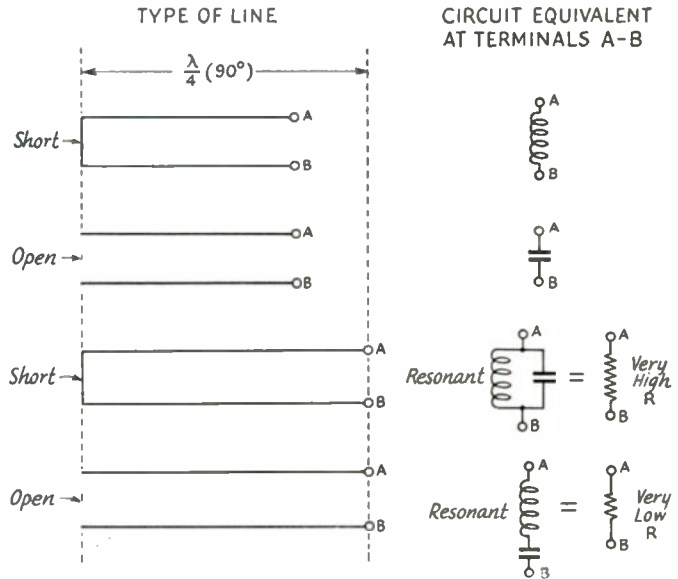 TYPE OF LINE
CIRCUIT EQUIVALENT
AT TERMINALS A-B
λ/4 (90°)
Short
A
B
A
B
Open
A
B
A
B
Short
A
B
Resonant
A
B
=
A
B
Very
High
R
Open
A
B
Resonant
A
B
=
A
B
Very
Low
R